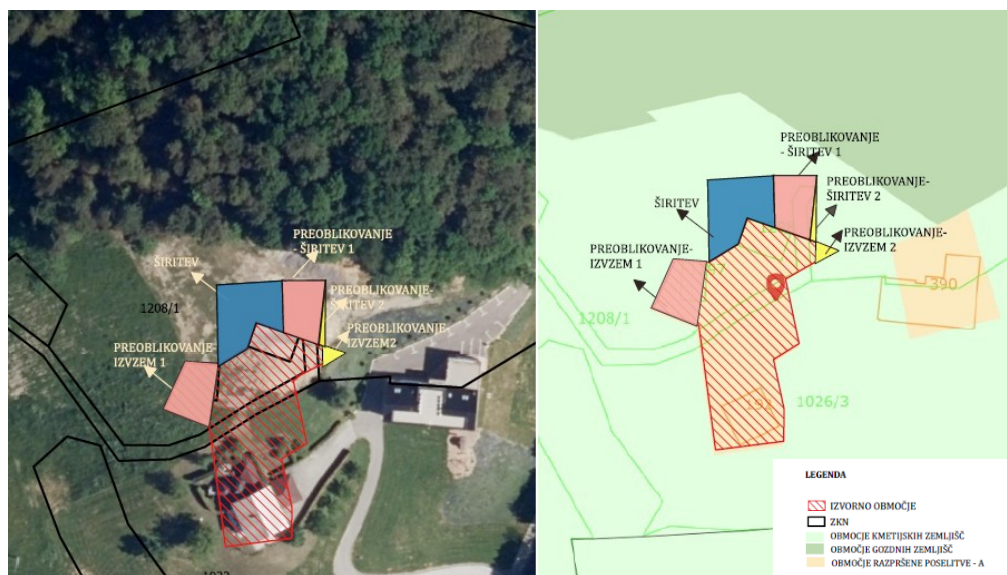 PREOBLIKOVANJE
- ŠIRITEV 1
ŠIRITEV
PREOBLIKOVANJE-
ŠIRITEV 2
1208/1
PREOBLIKOVANJE-
IZVZEM2
PREOBLIKOVANJE-
IZVZEM 1
PREOBLIKOVANJE
- ŠIRITEV 1
PREOBLIKOVANJE-
ŠIRITEV 2
ŠIRITEV
PREOBLIKOVANJE-
IZVZEM 2
PREOBLIKOVANJE-
IZVZEM 1
390
1208/1
1026/3
LEGENDA
IZVORNO OBMOČJE
ZKN
OBMOČJE KMETIJSKIH ZEMLJIŠČ
OBMOČJE GOZDNIH ZEMLJIŠČ
OBMOČJE RAZPRŠENE POSELITVE - A